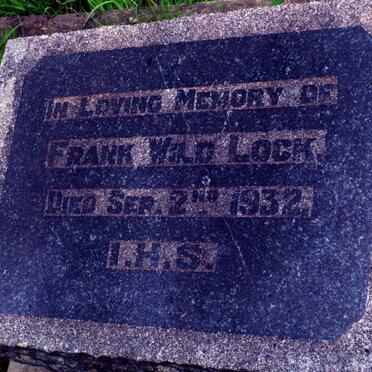 In Loving Memory of
Frank Wild Lock.
Died Sep. 2ND 1932.
I.H.S.